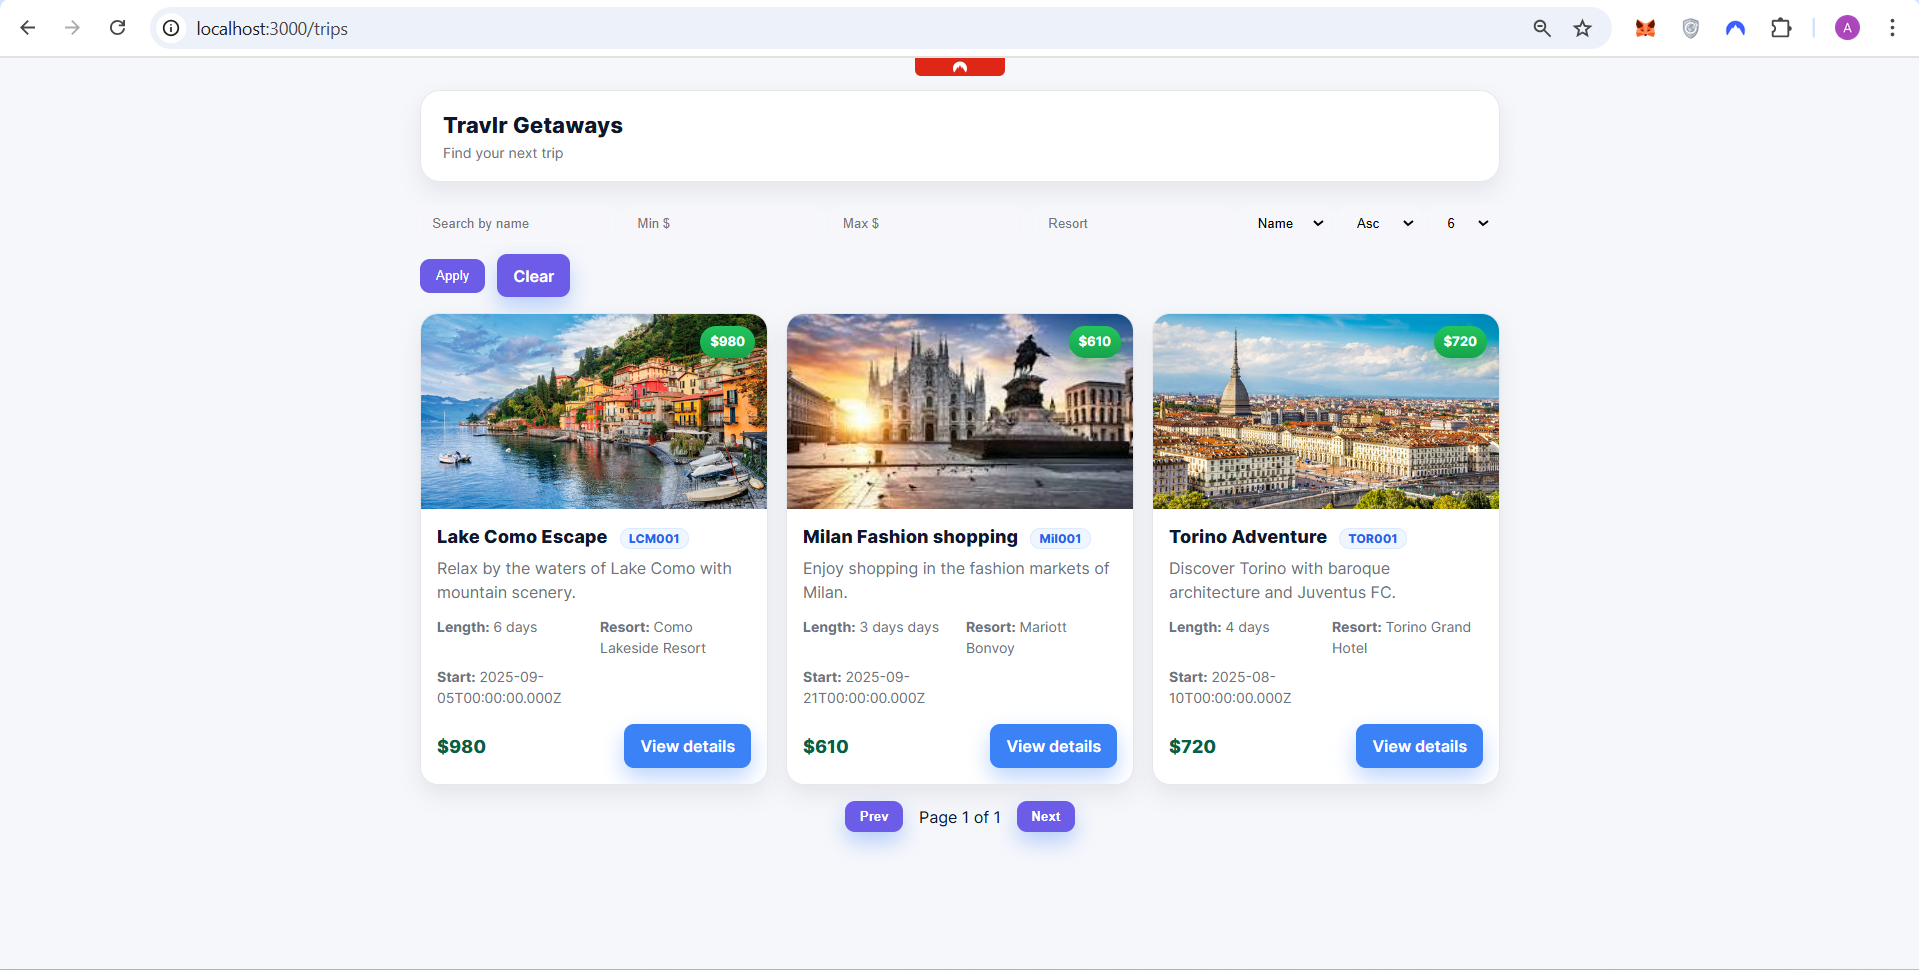 localhost:3000/trips
A
Travlr Getaways
Find your next trip
Search by name Min $ Max $ Resort Name Asc 6
Apply Clear
$980
$610
$720
Lake Como Escape LCM001
Relax by the waters of Lake Como with
mountain scenery.
Length: 6 days
Resort: Como
Lakeside Resort
Start: 2025-09-
05T00:00:00.000Z
$980 View details
Milan Fashion shopping Mil001
Enjoy shopping in the fashion markets of
Milan.
Length: 3 days days
Resort: Mariott
Bonvoy
Start: 2025-09-
21T00:00:00.000Z
$610 View details
Torino Adventure TOR001
Discover Torino with baroque
architecture and Juventus FC.
Length: 4 days
Resort: Torino Grand
Hotel
Start: 2025-08-
10T00:00:00.000Z
$720 View details
Prev Page 1 of 1 Next